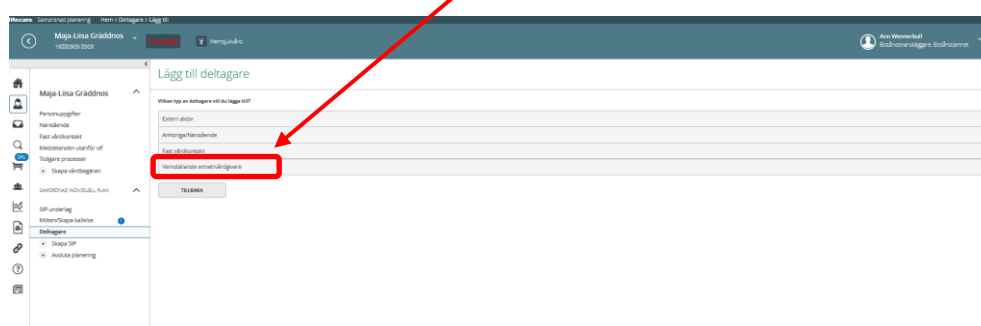 lifecare Samordnad planering Hem > Deltagare > Lägg till
Maja-Liisa Gräddnos
19000909-0909
Hemsjukvård
Ann Wennerkull
Biståndshandläggare, Biståndsenhet
Lägg till deltagare
Maja-Liisa Gräddnos
Vilken typ av deltagare vill du lägga till?
Personuppgifter
Närstående
Fast vårdkontakt
Meddelanden utanför vtf
Tidigare processer
Skapa vårdbegäran
Extern aktör
Anhöriga/Närstående
Fast vårdkontakt
Verkställande enhet/vårdgivare
TILLBAKA
SAMORDNAD INDIVIDUELL PLAN
SIP-underlag
Möten/Skapa kallelse
Deltagare
Skapa SIP
Avsluta planering